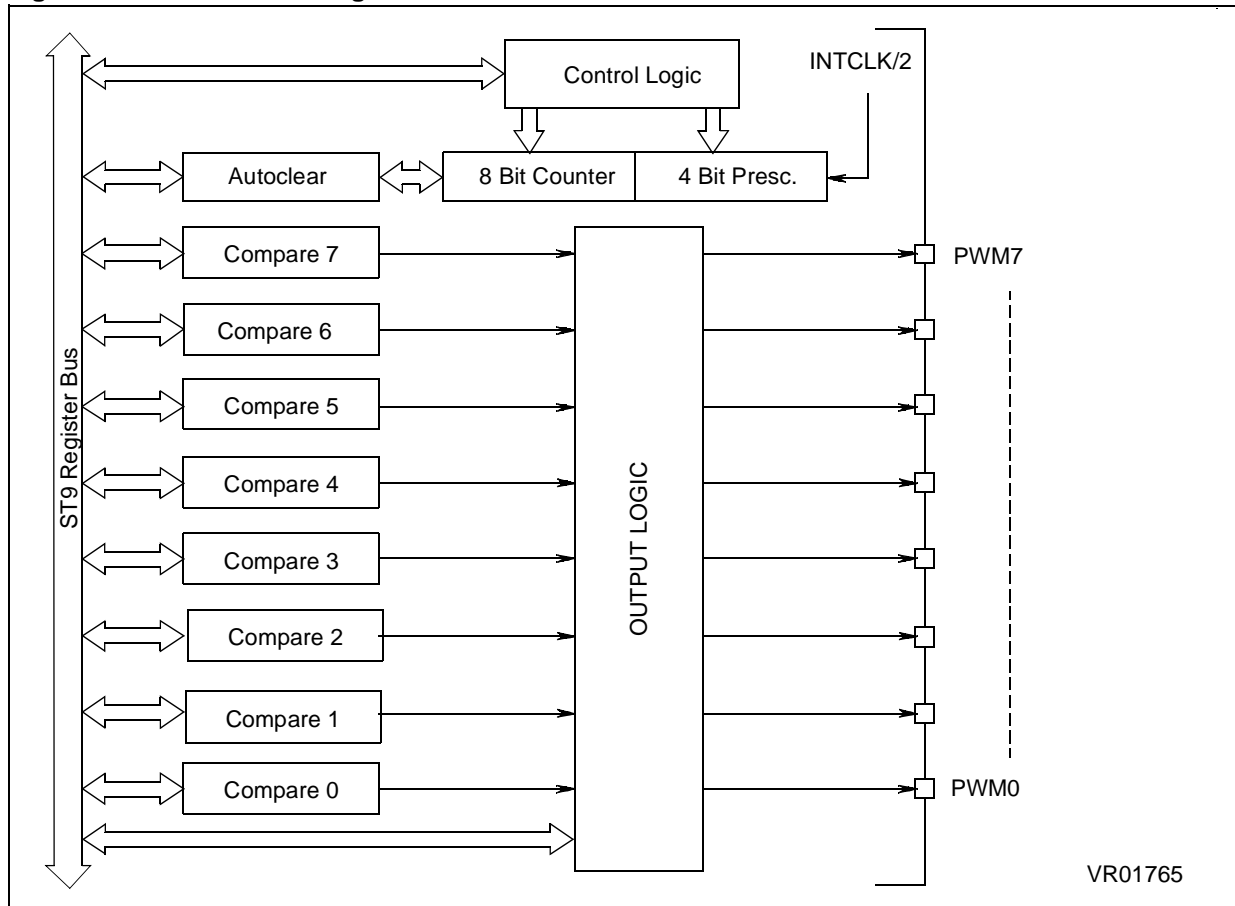 Control Logic
INTCLK/2
Autoclear
8 Bit Counter
4 Bit Presc.
Compare 7
PWM7
Compare 6
Compare 5
Compare 4
Compare 3
Compare 2
Compare 1
Compare 0
PWM0
ST9 Register Bus
OUTPUT LOGIC
VR01765